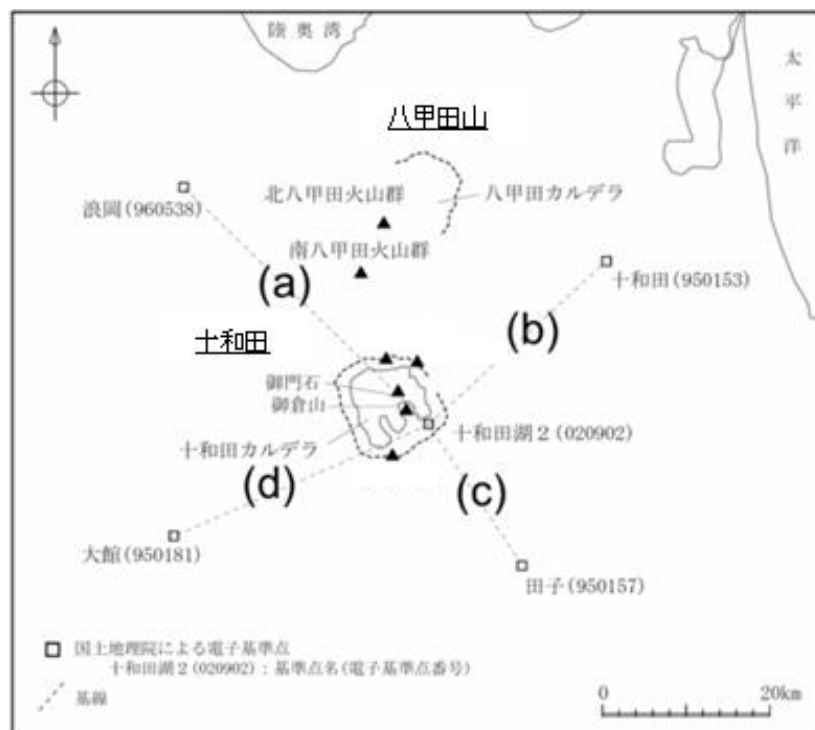 陸奥湾
太平洋
八甲田山
北八甲田火山群
八甲田カルデラ
浪岡(960538)
南八甲田火山群
(a)
十和田(950153)
(b)
十和田
御門石
御倉山
十和田湖2(020902)
十和田カルデラ
(d)
(c)
大館(950181)
田子(950157)
国土地理院による電子基準点
十和田湖2(020902):基準点名(電子基準点番号)
基線
0 20km